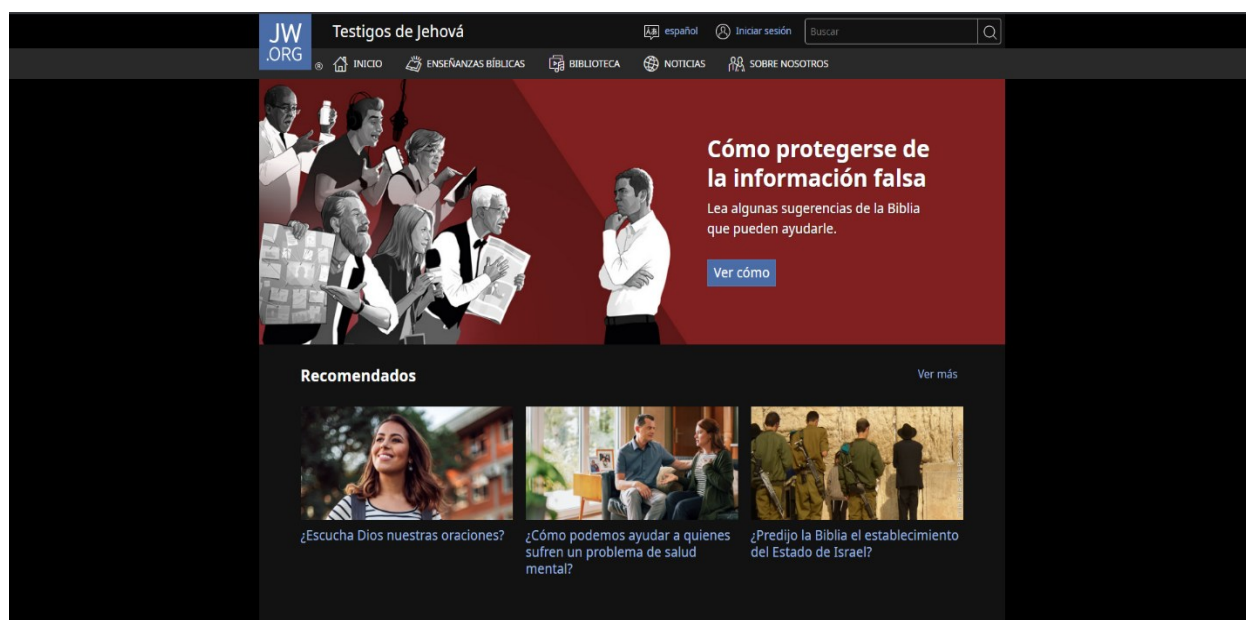 JW
.ORG
®
Testigos de Jehová
español
Iniciar sesión
Buscar
INICIO
ENSEÑANZAS BÍBLICAS
BIBLIOTECA
NOTICIAS
SOBRE NOSOTROS
Cómo protegerse de
la información falsa
Lea algunas sugerencias de la Biblia
que pueden ayudarle.
Ver cómo
Recomendados
Ver más
¿Escucha Dios nuestras oraciones?
¿Cómo podemos ayudar a quienes
sufren un problema de salud
mental?
¿Predijo la Biblia el establecimiento
del Estado de Israel?